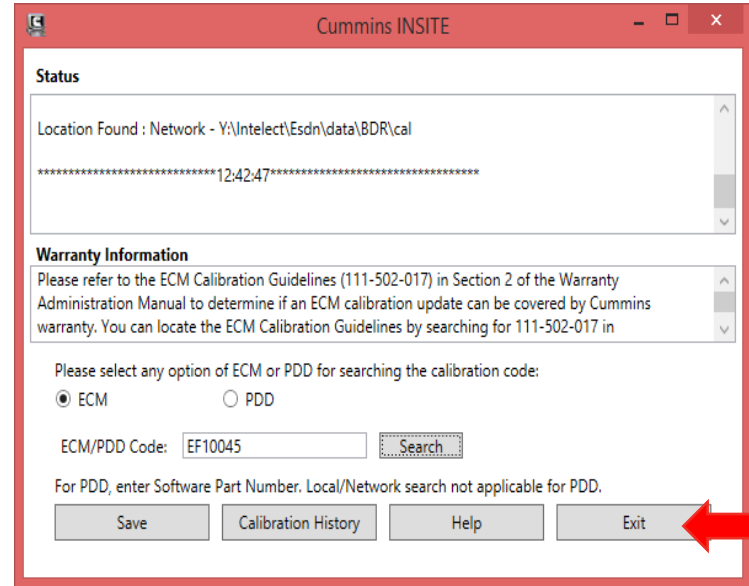 Cummins INSITE
Status
Location Found : Network - Y:\Intelect\Esdn\data\BDR\cal
*****************************12:42:47**********************************
Warranty Information
Please refer to the ECM Calibration Guidelines (111-502-017) in Section 2 of the Warranty
Administration Manual to determine if an ECM calibration update can be covered by Cummins
warranty. You can locate the ECM Calibration Guidelines by searching for 111-502-017 in
Please select any option of ECM or PDD for searching the calibration code:
ECM PDD
ECM/PDD Code: EF10045 Search
For PDD, enter Software Part Number. Local/Network search not applicable for PDD.
Save Calibration History Help Exit